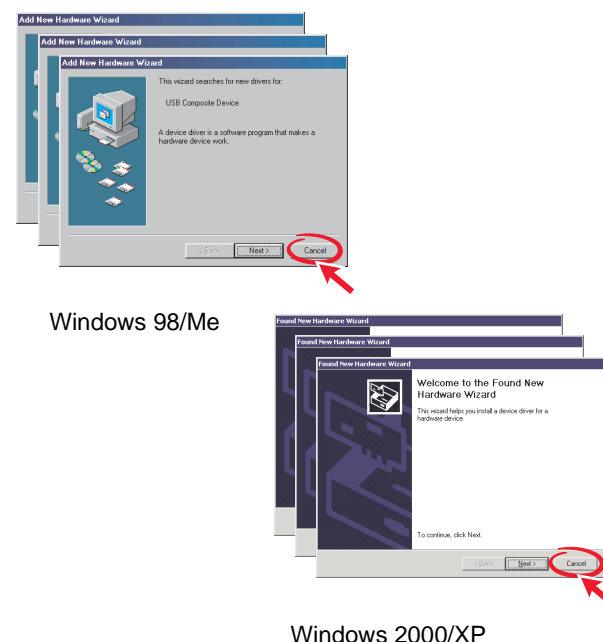 Add New Hardware Wizard
Add New Hardware Wizard
Add New Hardware Wizard
This wizard searches for new drivers for:
USB Composite Device
A device driver is a software program that makes a
hardware device work.
< Back
Next >
Cancel
Windows 98/Me
Found New Hardware Wizard
Found New Hardware Wizard
Found New Hardware Wizard
Welcome to the Found New
Hardware Wizard
This wizard helps you install a device driver for a
hardware device.
To continue, click Next.
< Back
Next >
Cancel
Windows 2000/XP